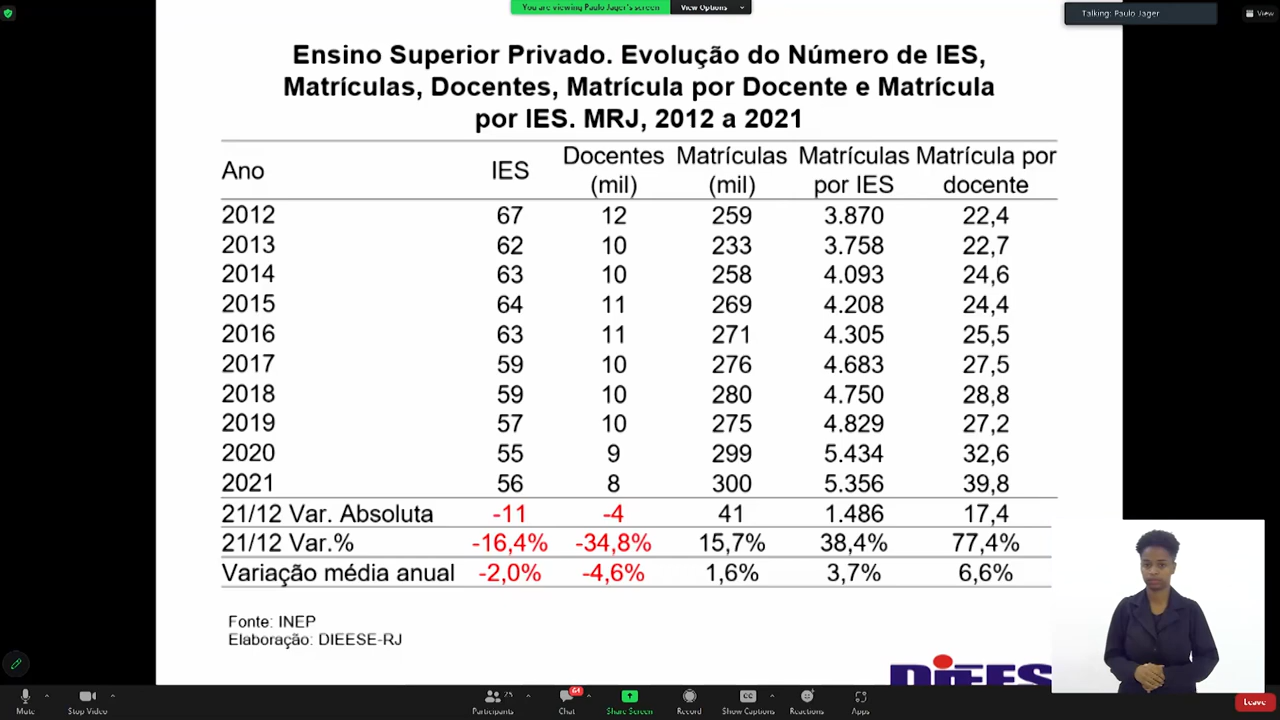 You are viewing Paulo Jager's screen
View Options
Talking: Paulo Jager
View
Ensino Superior Privado. Evolução do Número de IES,
Matrículas, Docentes, Matrícula por Docente e Matrícula
por IES. MRJ, 2012 a 2021
Ano IES Docentes (mil) Matrículas (mil) Matrículas por IES Matrícula por docente
2012 67 12 259 3.870 22,4
2013 62 10 233 3.758 22,7
2014 63 10 258 4.093 24,6
2015 64 11 269 4.208 24,4
2016 63 11 271 4.305 25,5
2017 59 10 276 4.683 27,5
2018 59 10 280 4.750 28,8
2019 57 10 275 4.829 27,2
2020 55 9 299 5.434 32,6
2021 56 8 300 5.356 39,8
21/12 Var. Absoluta -11 -4 41 1.486 17,4
21/12 Var.% -16,4% -34,8% 15,7% 38,4% 77,4%
Variação média anual -2,0% -4,6% 1,6% 3,7% 6,6%
Fonte: INEP
Elaboração: DIEESE-RJ
DIEES
Mute
Stop Video
25
Participants
64
Chat
Share Screen
Record
CC
Show Captions
Reactions
Apps
Leave